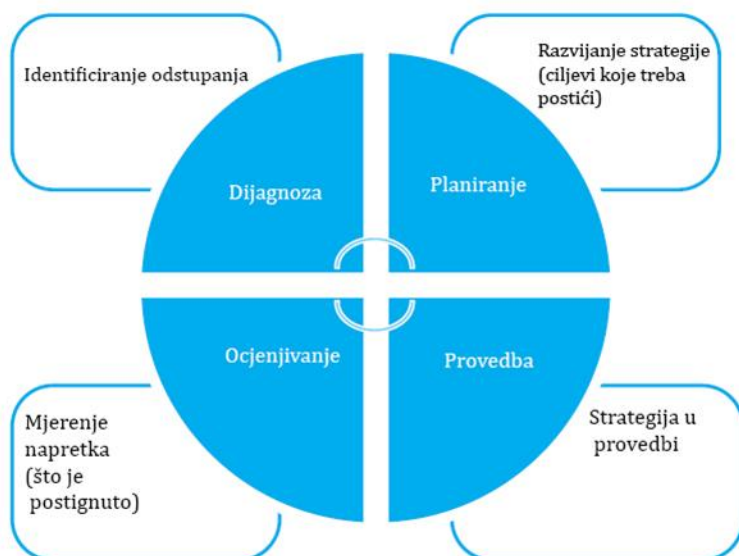 Identificiranje odstupanja
Razvijanje strategije
(ciljevi koje treba
postići)
Dijagnoza
Planiranje
Ocjenjivanje
Provedba
Mjerenje
napretka
(što je
postignuto)
Strategija u
provedbi